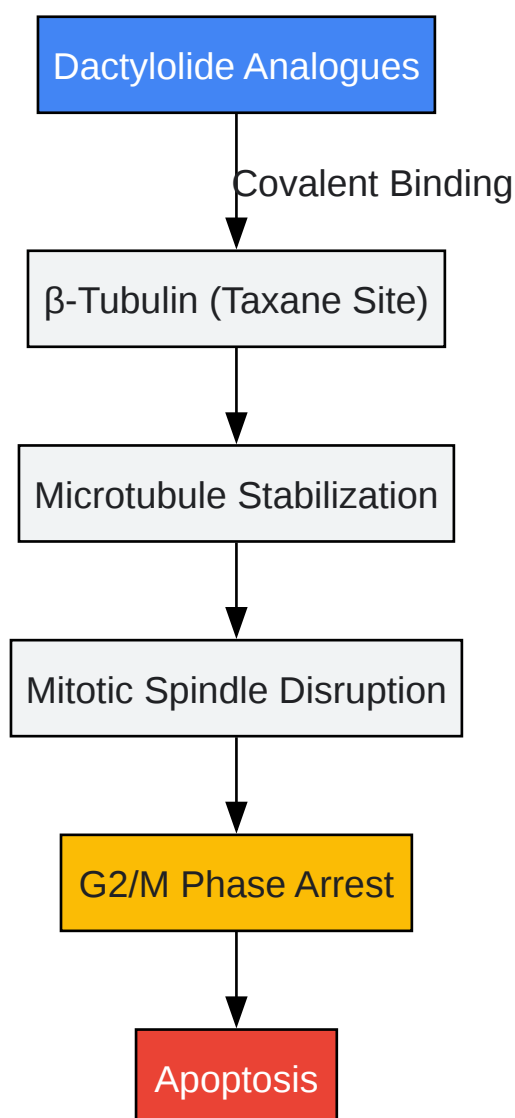 Dactylolide Analogues
Covalent Binding
β-Tubulin (Taxane Site)
Microtubule Stabilization
Mitotic Spindle Disruption
G2/M Phase Arrest
Apoptosis